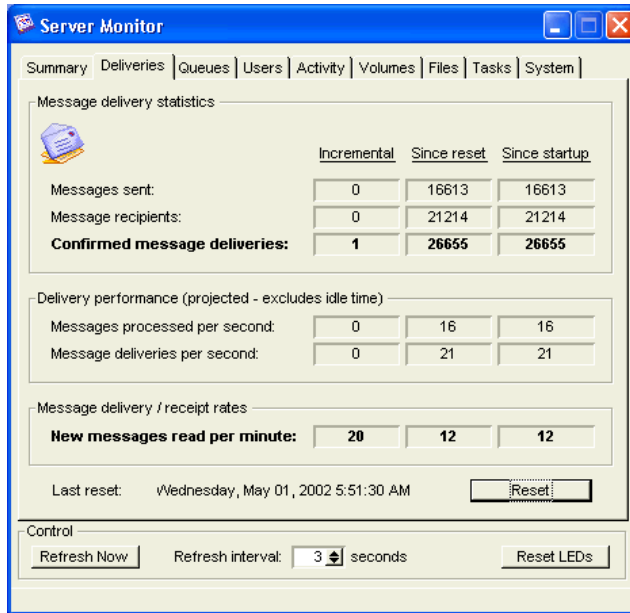 Server Monitor
Summary Deliveries Queues Users Activity Volumes Files Tasks System
Message delivery statistics
Incremental Since reset Since startup
Messages sent: 0 16613 16613
Message recipients: 0 21214 21214
Confirmed message deliveries: 1 26655 26655
Delivery performance (projected - excludes idle time)
Messages processed per second: 0 16 16
Message deliveries per second: 0 21 21
Message delivery / receipt rates
New messages read per minute: 20 12 12
Last reset: Wednesday, May 01, 2002 5:51:30 AM Reset
Control
Refresh Now Refresh interval: 3 seconds Reset LEDs